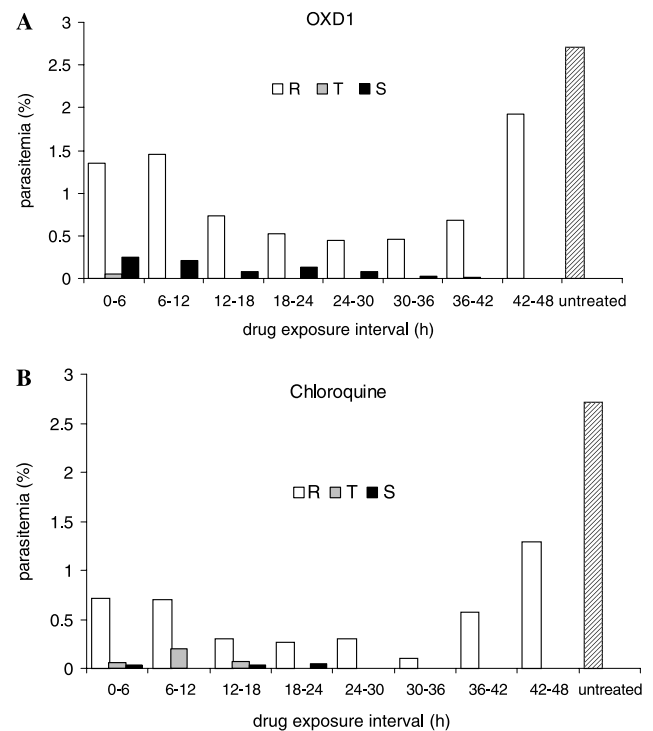 A
OXD1
3
2.5
2
1.5
1
0.5
0
R T S
parasitemia (%)
0-6 6-12 12-18 18-24 24-30 30-36 36-42 42-48 untreated
drug exposure interval (h)
B
Chloroquine
3
2.5
2
1.5
1
0.5
0
R T S
parasitemia (%)
0-6 6-12 12-18 18-24 24-30 30-36 36-42 42-48 untreated
drug exposure interval (h)